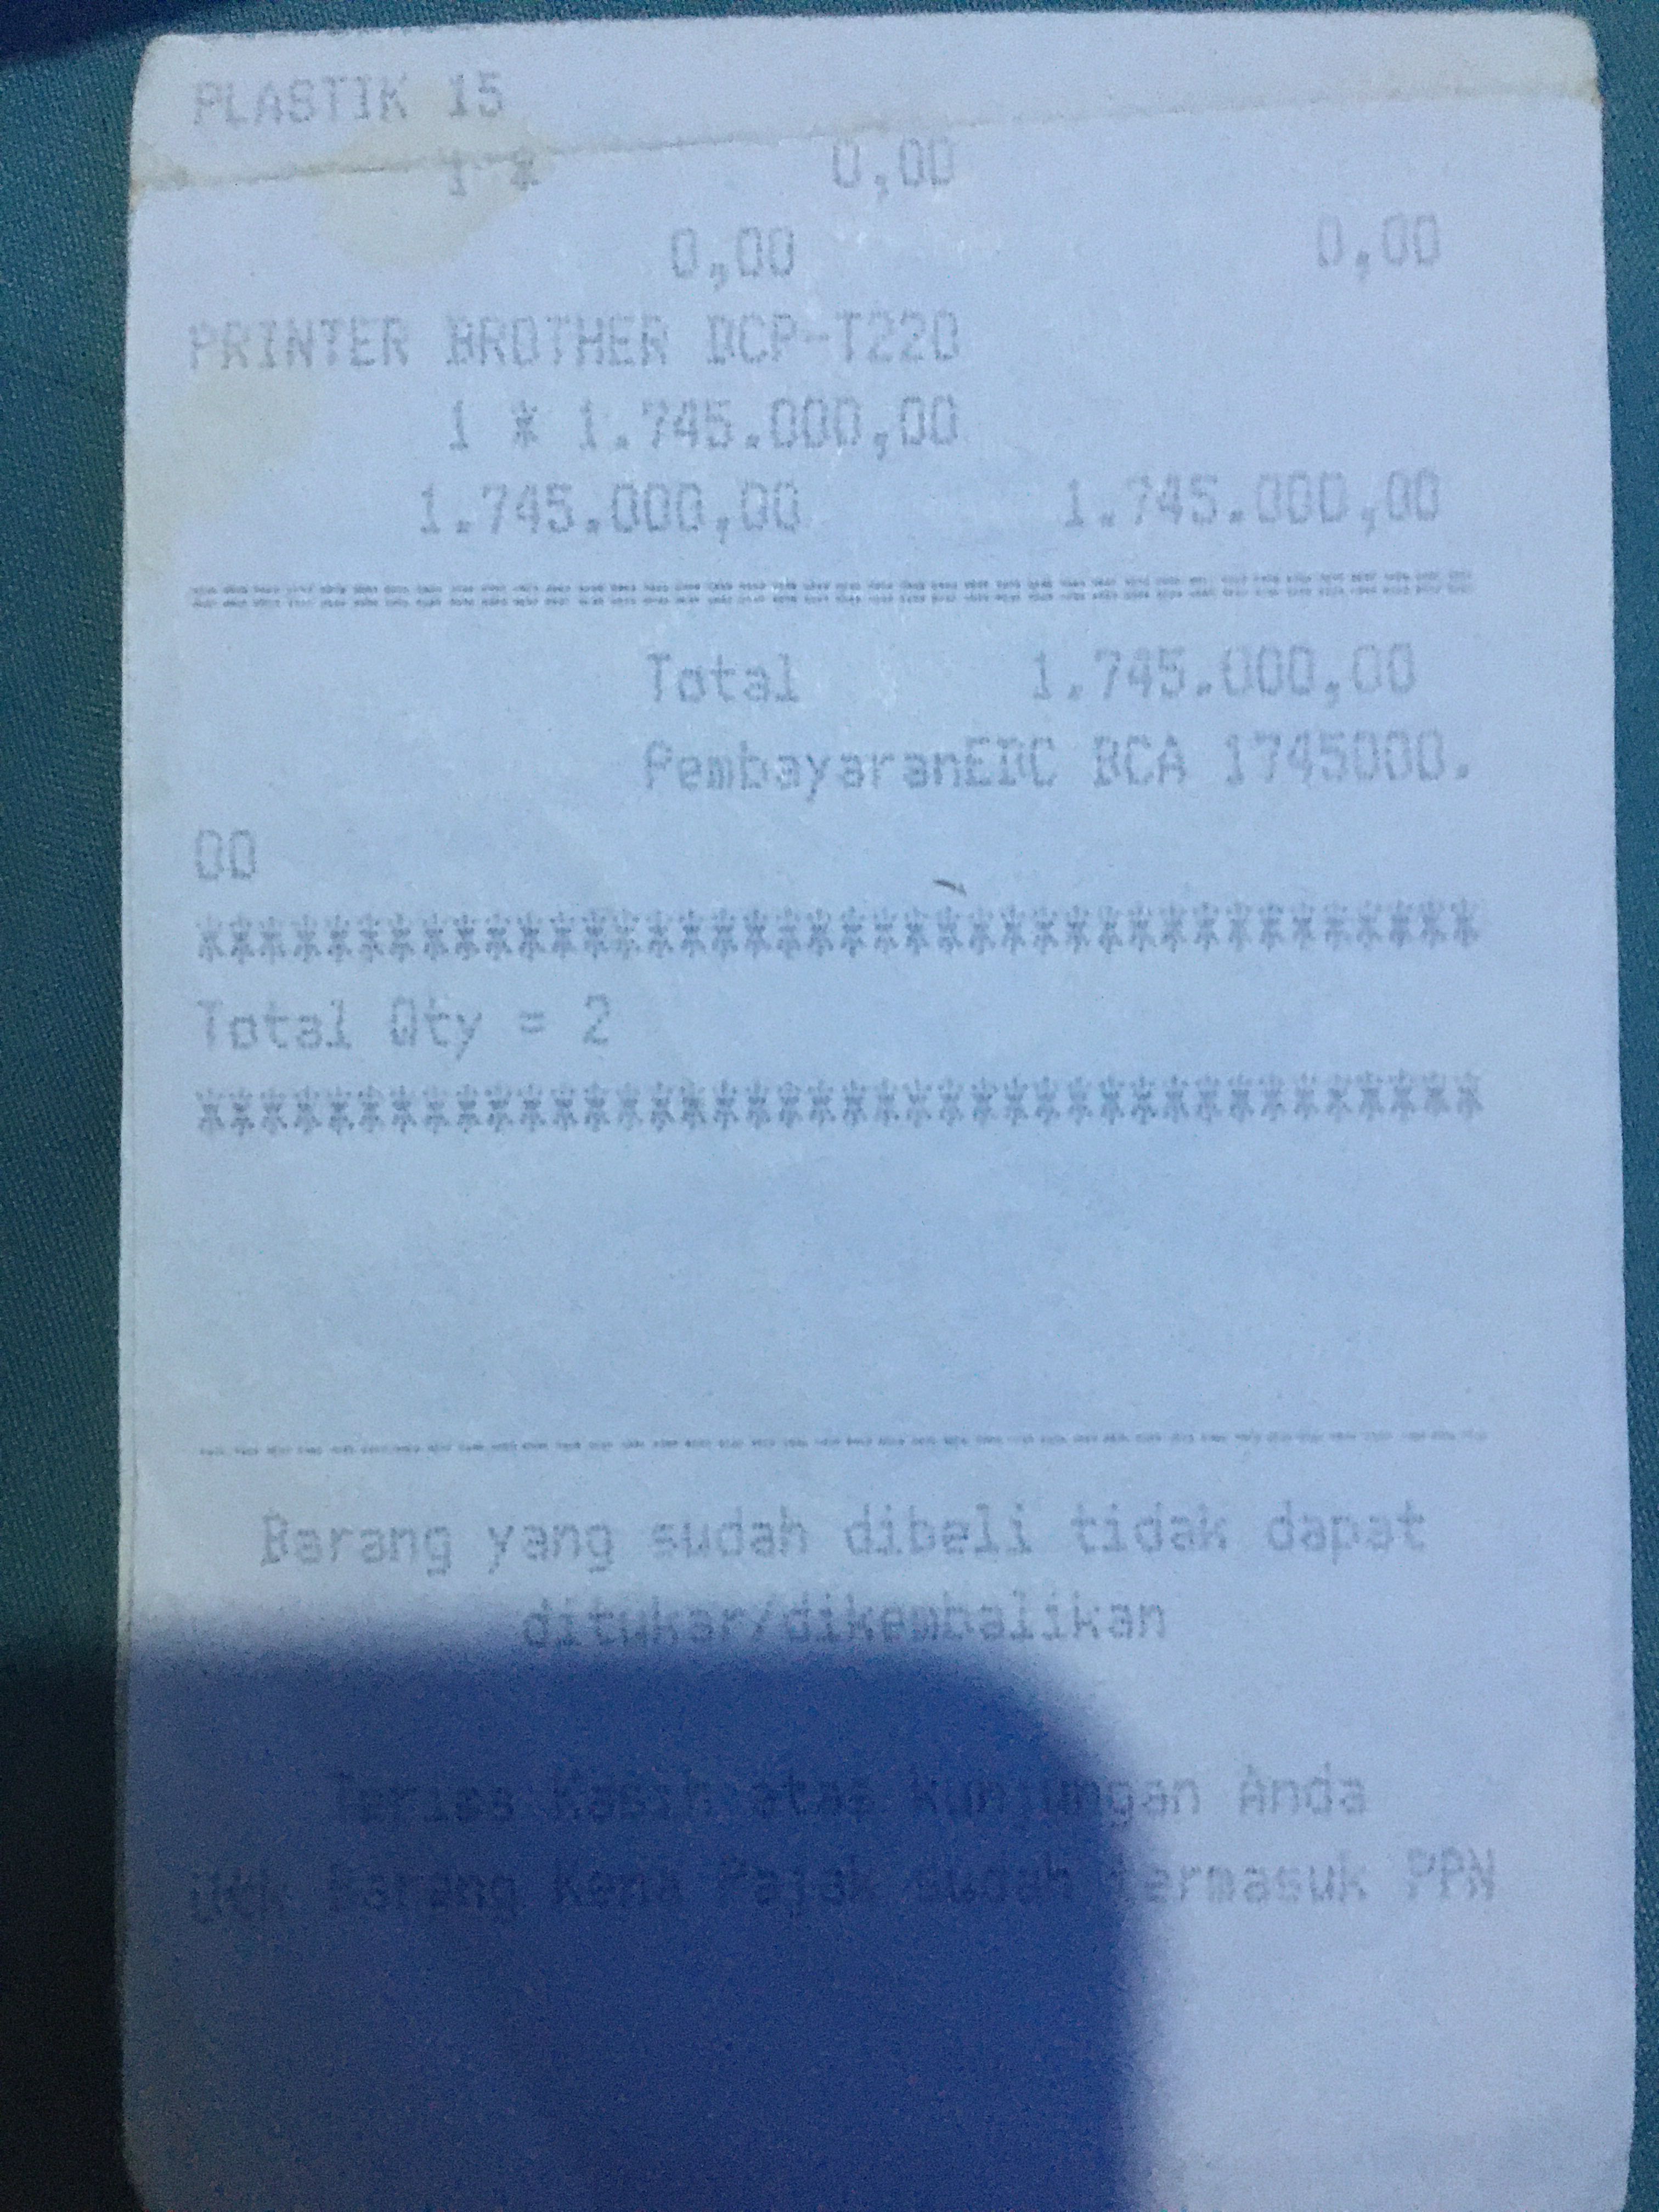 PLASTIK 15
1 * 0,00
0,00 0,00
PRINTER BROTHER DCP-T220
1 * 1.745.000,00
1.745.000,00 1.745.000,00
========================================
Total 1.745.000,00
PembayaranEDC BCA 1745000.
00
****************************************
Total Qty = 2
****************************************
----------------------------------------
Barang yang sudah dibeli tidak dapat
ditukar/dikembalikan
Terima Kasih atas kunjungan Anda
Utk Barang Kena Pajak sudah termasuk PPN